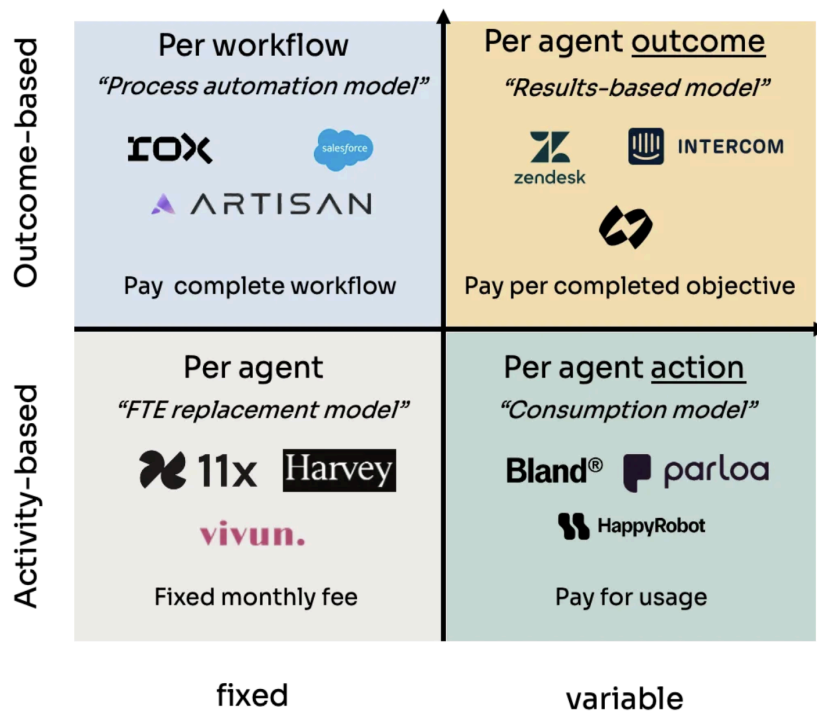 Outcome-based
Per workflow
“Process automation model”
rox
salesforce
ARTISAN
Pay complete workflow
Per agent outcome
“Results-based model”
zendesk
INTERCOM
Pay per completed objective
Activity-based
Per agent
“FTE replacement model”
11x
Harvey
vivun.
Fixed monthly fee
Per agent action
“Consumption model”
Bland®
parloa
HappyRobot
Pay for usage
fixed
variable